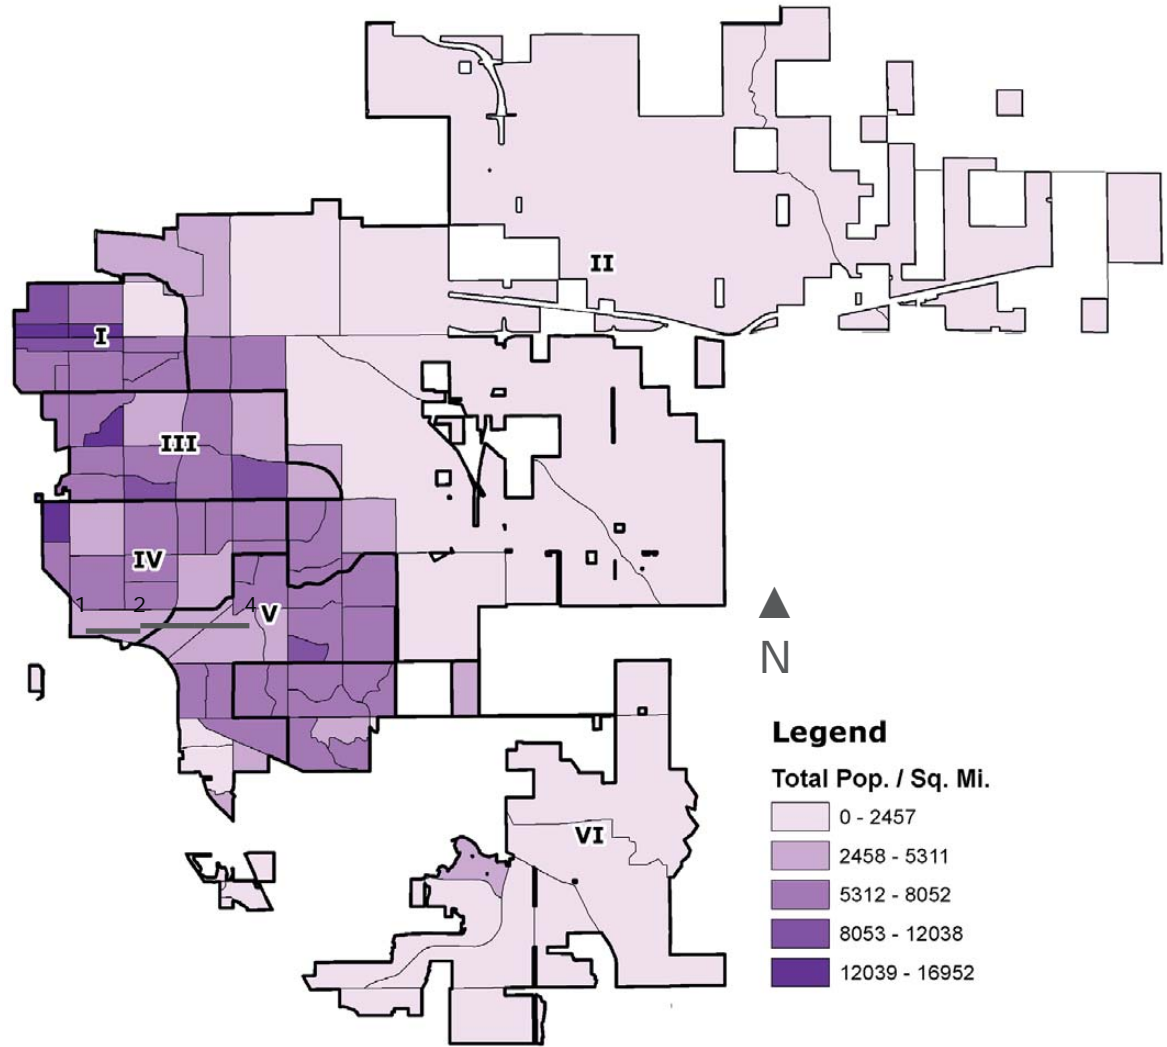 II
I
III
IV
1 2 4
V
N
VI
Legend
Total Pop. / Sq. Mi.
0 - 2457
2458 - 5311
5312 - 8052
8053 - 12038
12039 - 16952